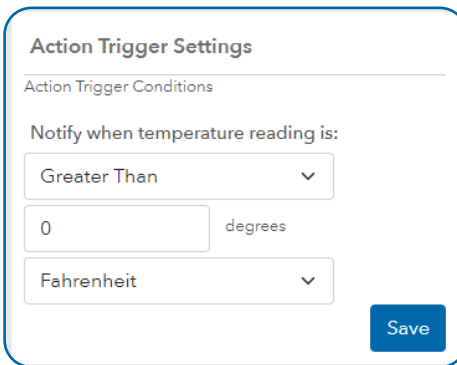 Action Trigger Settings
Action Trigger Conditions
Notify when temperature reading is:
Greater Than
0 degrees
Fahrenheit
Save